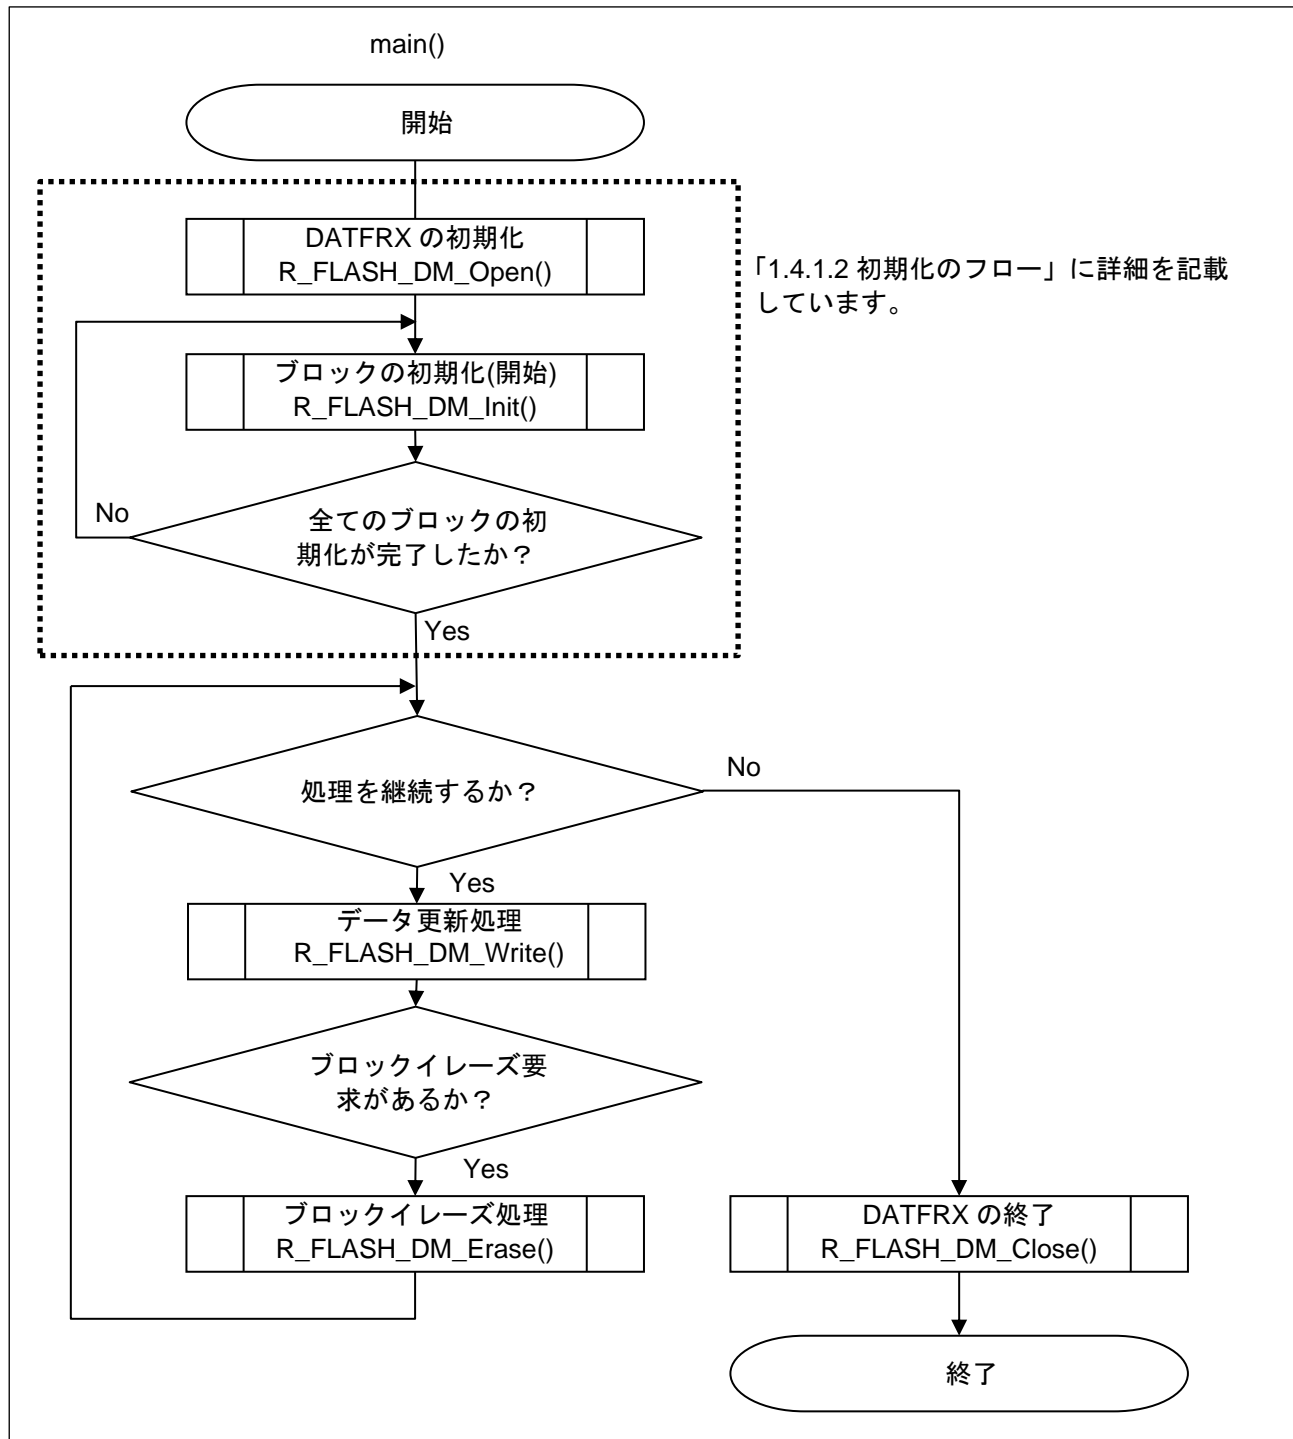 main()
開始
DATFRX の初期化
R_FLASH_DM_Open()
「1.4.1.2 初期化のフロー」に詳細を記載
しています。
ブロックの初期化(開始)
R_FLASH_DM_Init()
No
全てのブロックの初
期化が完了したか？
Yes
処理を継続するか？
No
Yes
データ更新処理
R_FLASH_DM_Write()
ブロックイレーズ要
求があるか？
Yes
ブロックイレーズ処理
R_FLASH_DM_Erase()
DATFRX の終了
R_FLASH_DM_Close()
終了